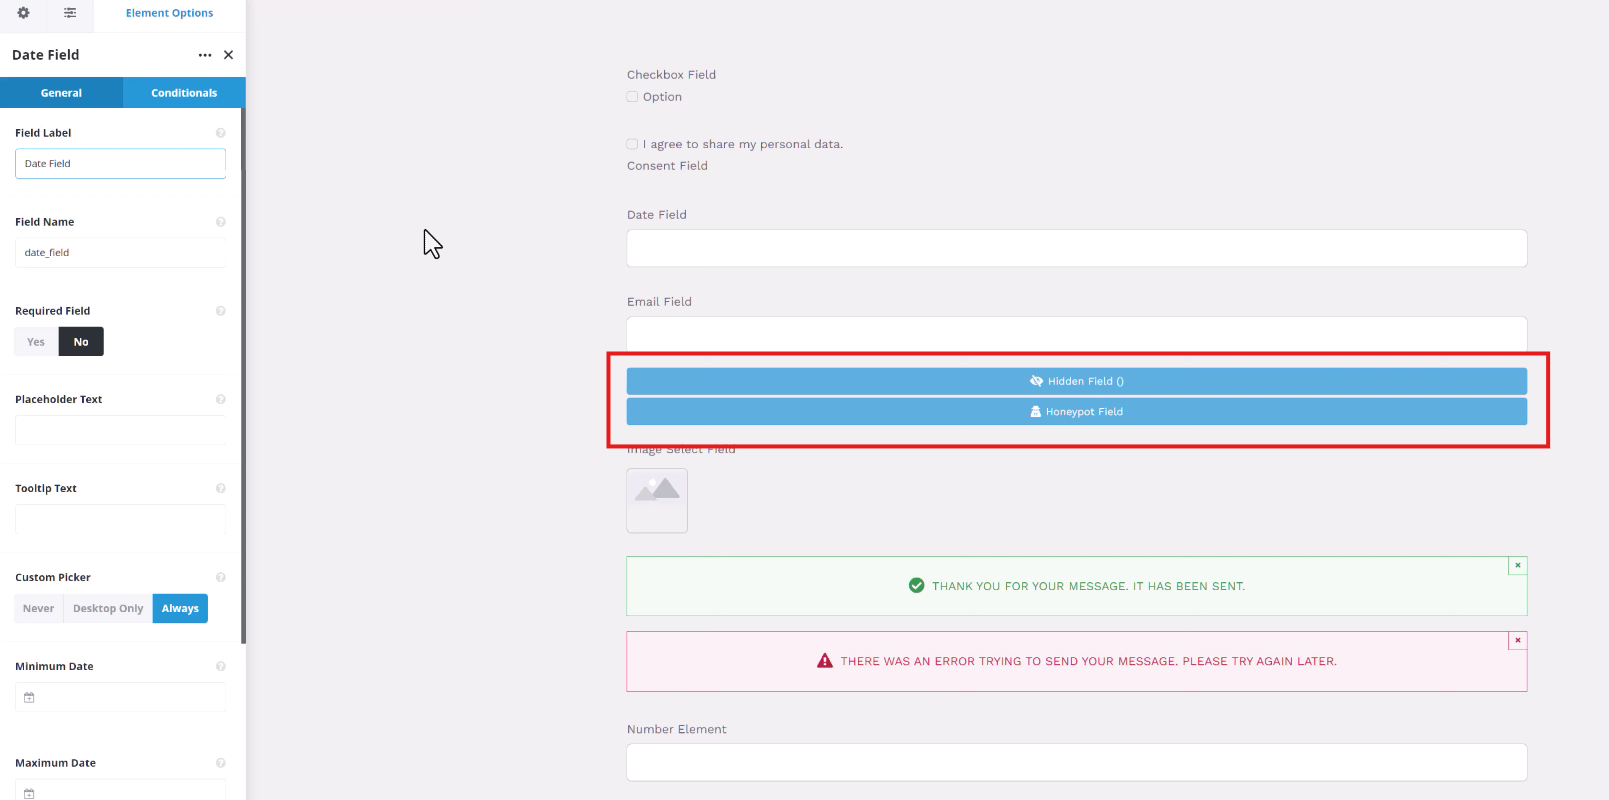 Element Options
Date Field
General
Conditionals
Field Label
Date Field
Field Name
date_field
Required Field
Yes
No
Placeholder Text
Tooltip Text
Custom Picker
Never
Desktop Only
Always
Minimum Date
Maximum Date
Checkbox Field
Option
I agree to share my personal data.
Consent Field
Date Field
Email Field
Hidden Field ()
Honeypot Field
Image Select Field
THANK YOU FOR YOUR MESSAGE. IT HAS BEEN SENT.
THERE WAS AN ERROR TRYING TO SEND YOUR MESSAGE. PLEASE TRY AGAIN LATER.
Number Element